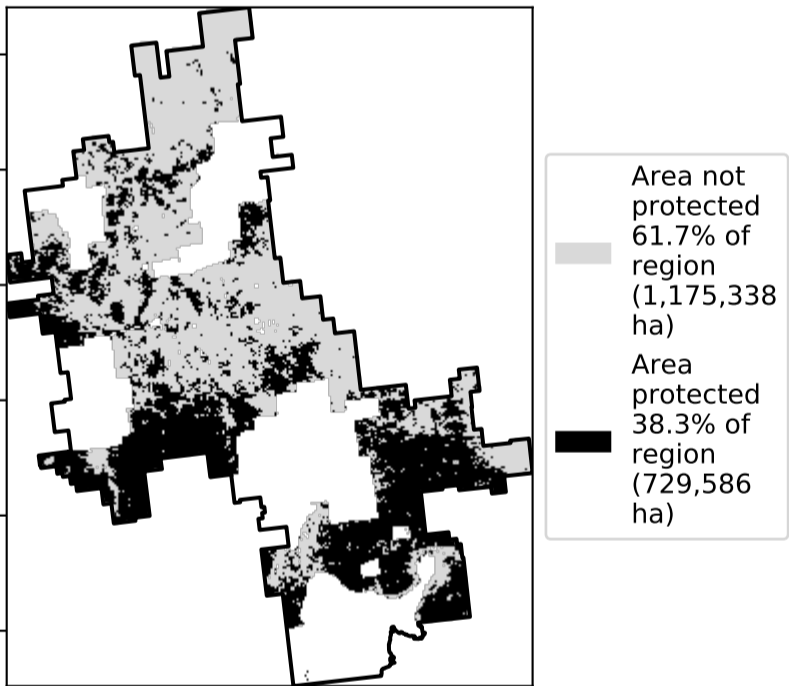 Area not
protected
61.7% of
region
(1,175,338
ha)
Area
protected
38.3% of
region
(729,586
ha)